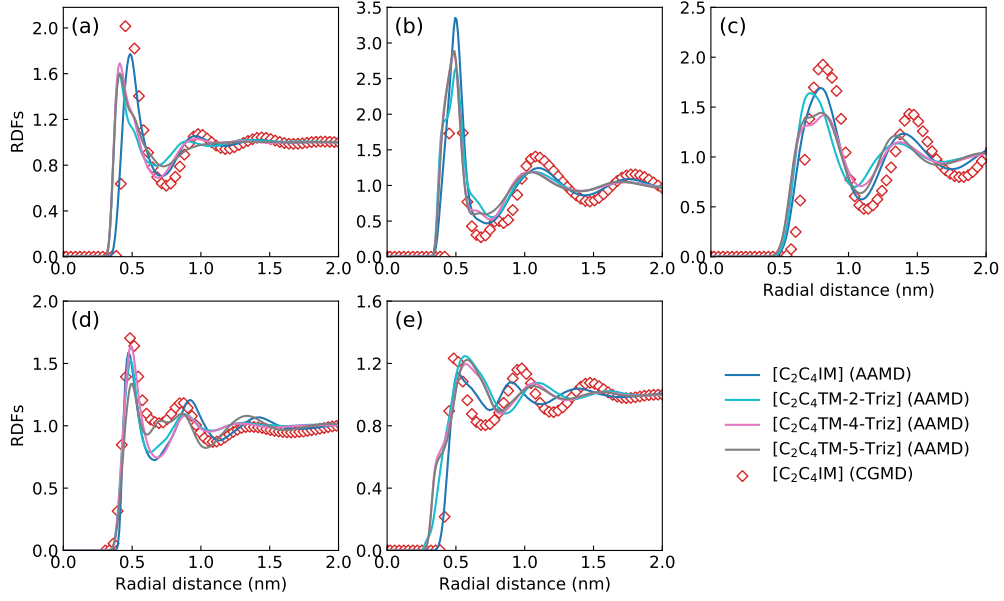 (a)
RDFs
2.0
1.6
1.2
0.8
0.4
0.0
0.0 0.5 1.0 1.5 2.0
(b)
3.5
3.0
2.5
2.0
1.5
1.0
0.5
0.0
0.0 0.5 1.0 1.5 2.0
(c)
2.5
2.0
1.5
1.0
0.5
0.0
0.0 0.5 1.0 1.5 2.0
Radial distance (nm)
(d)
RDFs
2.0
1.5
1.0
0.5
0.0
0.0 0.5 1.0 1.5 2.0
Radial distance (nm)
(e)
1.6
1.2
0.8
0.4
0.0
0.0 0.5 1.0 1.5 2.0
Radial distance (nm)
[C₂C₄IM] (AAMD)
[C₂C₄TM-2-Triz] (AAMD)
[C₂C₄TM-4-Triz] (AAMD)
[C₂C₄TM-5-Triz] (AAMD)
[C₂C₄IM] (CGMD)